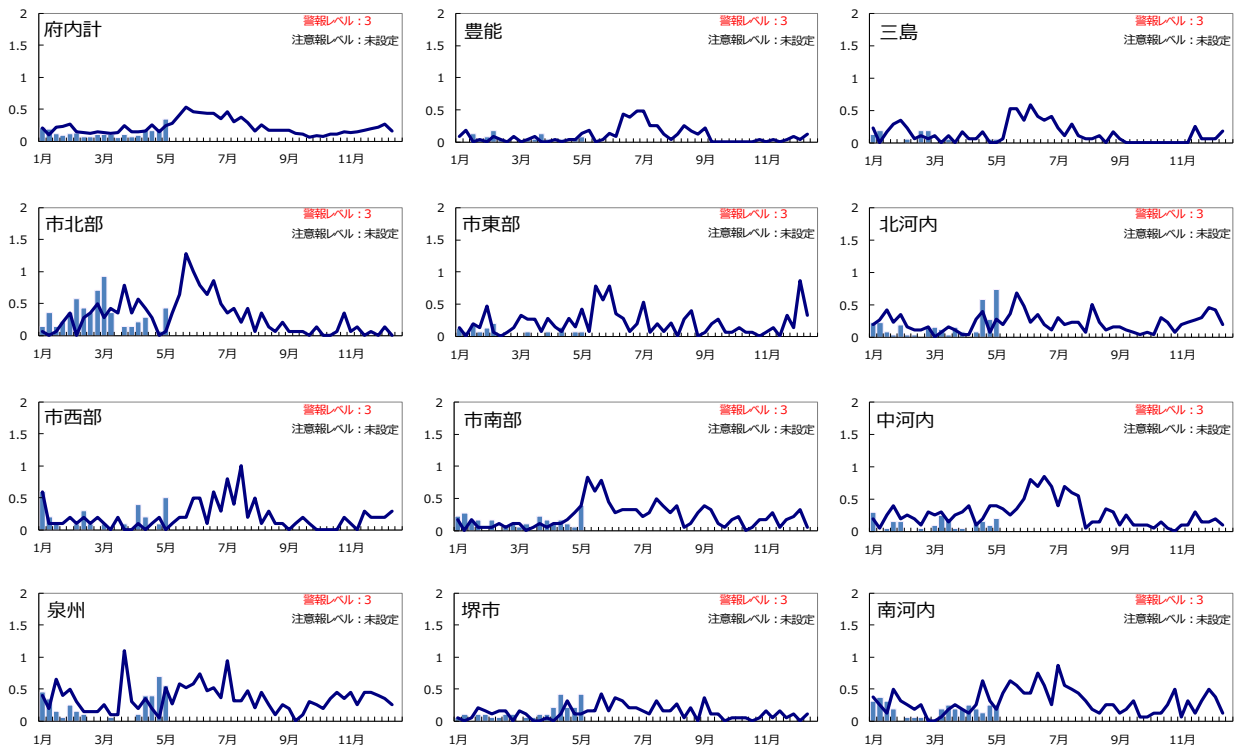 府内計
警報レベル：3
注意報レベル：未設定
2
1.5
1
0.5
0
1月 3月 5月 7月 9月 11月
豊能
警報レベル：3
注意報レベル：未設定
2
1.5
1
0.5
0
1月 3月 5月 7月 9月 11月
三島
警報レベル：3
注意報レベル：未設定
2
1.5
1
0.5
0
1月 3月 5月 7月 9月 11月
市北部
警報レベル：3
注意報レベル：未設定
2
1.5
1
0.5
0
1月 3月 5月 7月 9月 11月
市東部
警報レベル：3
注意報レベル：未設定
2
1.5
1
0.5
0
1月 3月 5月 7月 9月 11月
北河内
警報レベル：3
注意報レベル：未設定
2
1.5
1
0.5
0
1月 3月 5月 7月 9月 11月
市西部
警報レベル：3
注意報レベル：未設定
2
1.5
1
0.5
0
1月 3月 5月 7月 9月 11月
市南部
警報レベル：3
注意報レベル：未設定
2
1.5
1
0.5
0
1月 3月 5月 7月 9月 11月
中河内
警報レベル：3
注意報レベル：未設定
2
1.5
1
0.5
0
1月 3月 5月 7月 9月 11月
泉州
警報レベル：3
注意報レベル：未設定
2
1.5
1
0.5
0
1月 3月 5月 7月 9月 11月
堺市
警報レベル：3
注意報レベル：未設定
2
1.5
1
0.5
0
1月 3月 5月 7月 9月 11月
南河内
警報レベル：3
注意報レベル：未設定
2
1.5
1
0.5
0
1月 3月 5月 7月 9月 11月